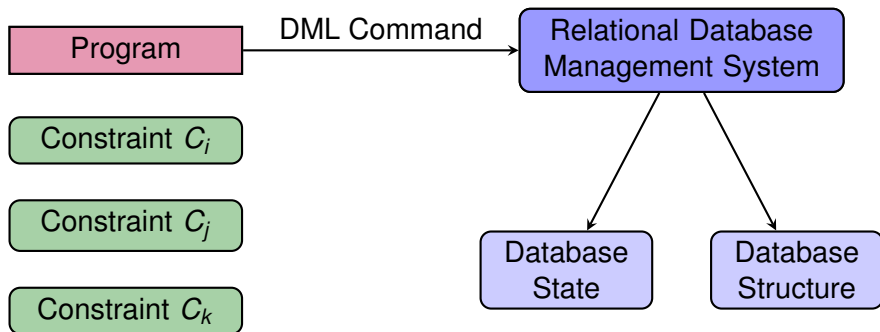 Program
DML Command
Relational Database
Management System
Constraint C_i
Constraint C_j
Constraint C_k
Database
State
Database
Structure